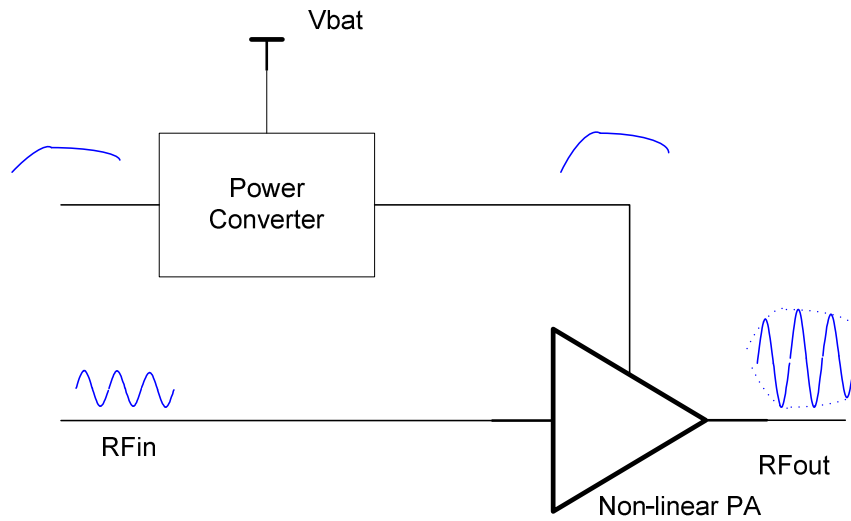 Vbat
Power
Converter
RFin
RFout
Non-linear PA